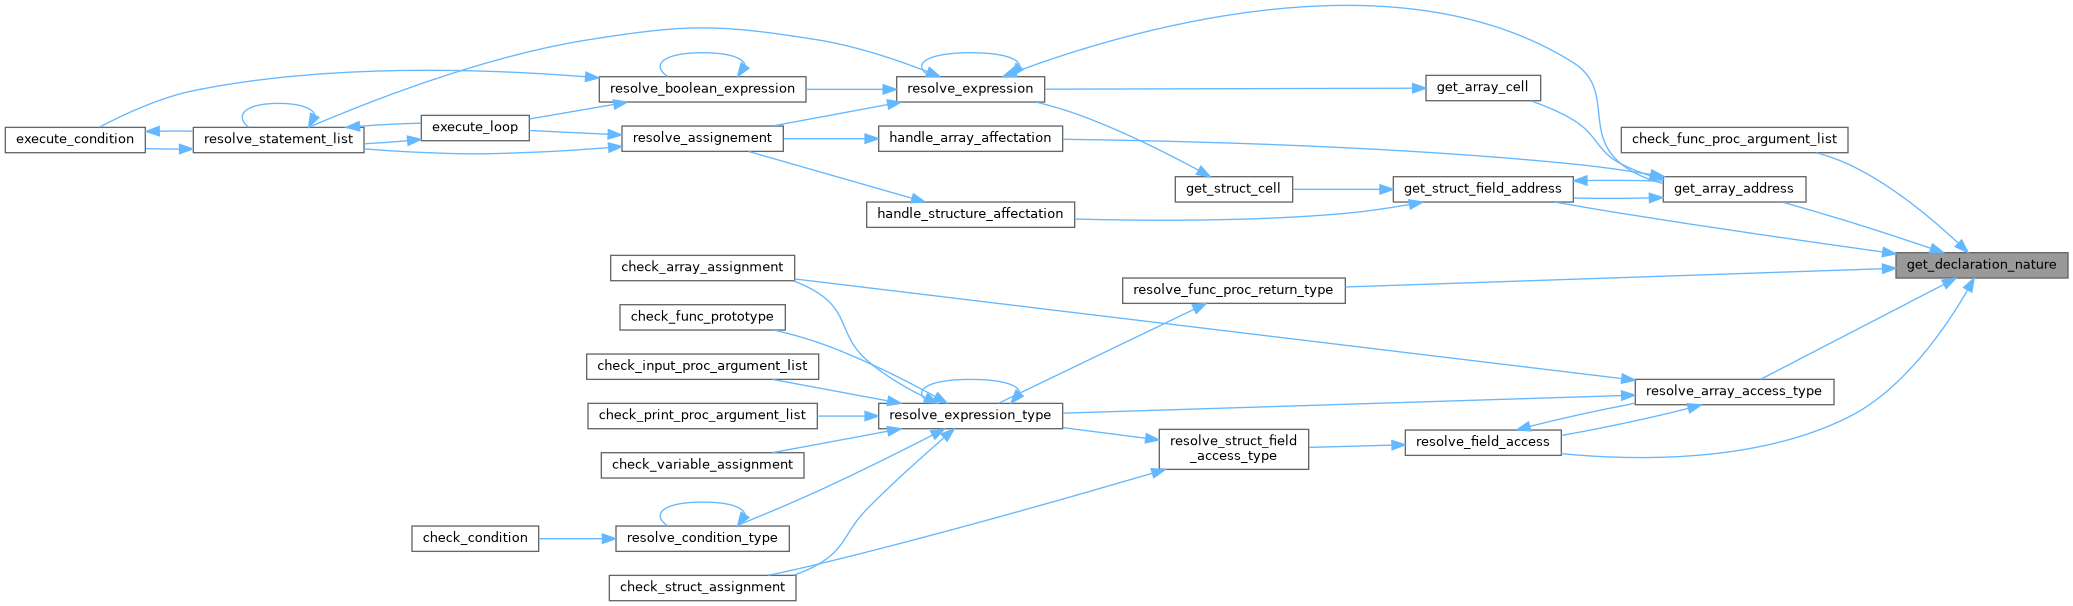 resolve_boolean_expression
resolve_expression
get_array_cell
execute_condition
resolve_statement_list
execute_loop
resolve_assignement
handle_array_affectation
check_func_proc_argument_list
get_struct_cell
get_struct_field_address
get_array_address
handle_structure_affectation
get_declaration_nature
check_array_assignment
resolve_func_proc_return_type
check_func_prototype
check_input_proc_argument_list
resolve_array_access_type
check_print_proc_argument_list
resolve_expression_type
resolve_struct_field
_access_type
resolve_field_access
check_variable_assignment
check_condition
resolve_condition_type
check_struct_assignment